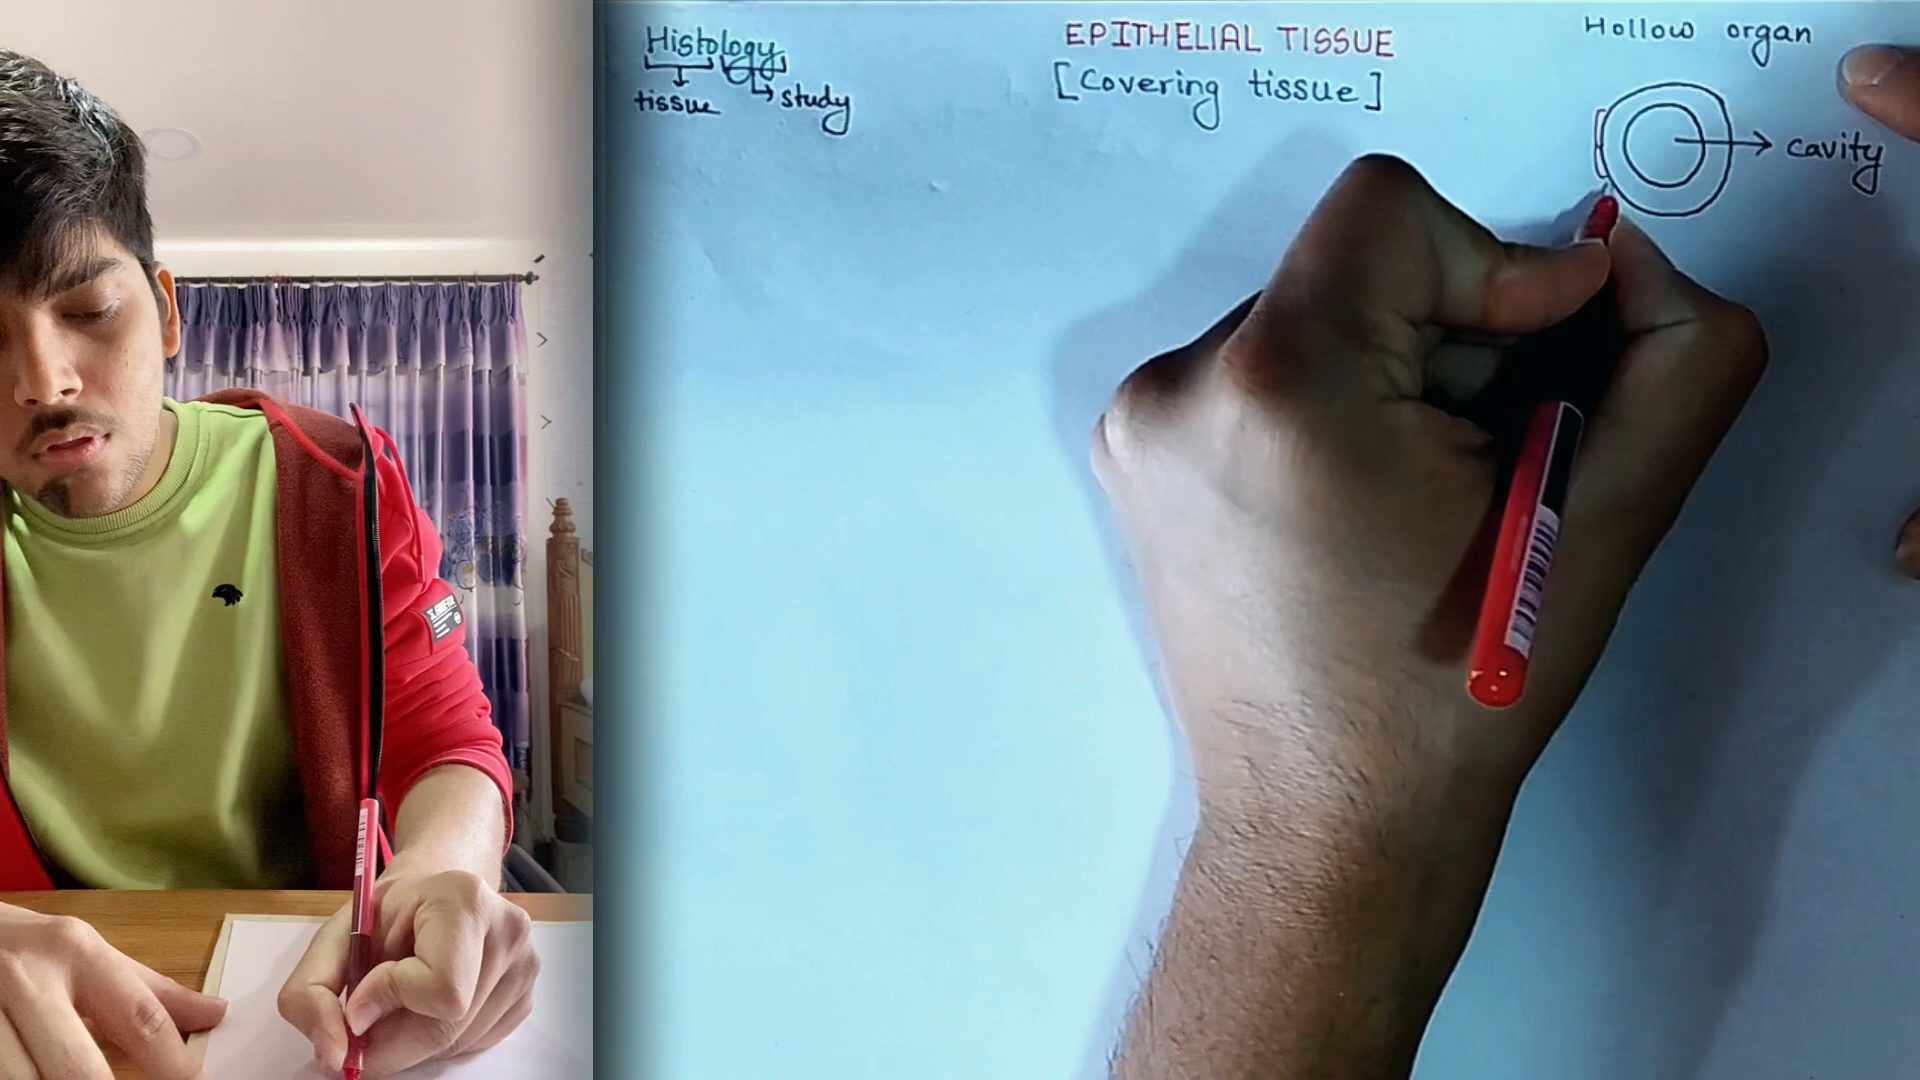 Histology
tissue
study
EPITHELIAL TISSUE
[Covering tissue]
Hollow organ
cavity